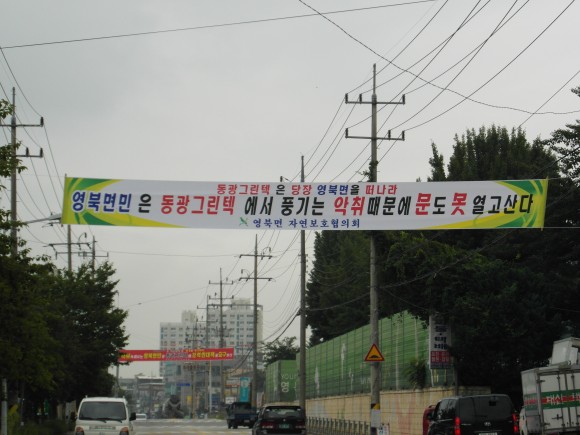 동광그린텍 은 당장 영북면을 떠나라
영북면민 은 동광그린텍 에서 풍기는 악취때문에 문도 못 열고산다
영북면 자연보호협의회